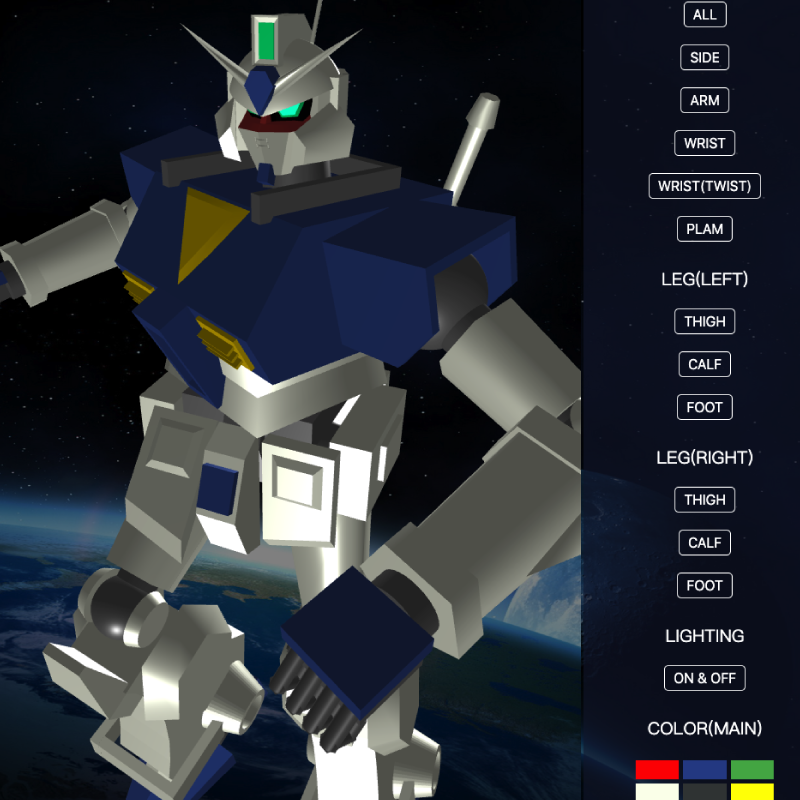 ALL
SIDE
ARM
WRIST
WRIST(TWIST)
PLAM
LEG(LEFT)
THIGH
CALF
FOOT
LEG(RIGHT)
THIGH
CALF
FOOT
LIGHTING
ON & OFF
COLOR(MAIN)